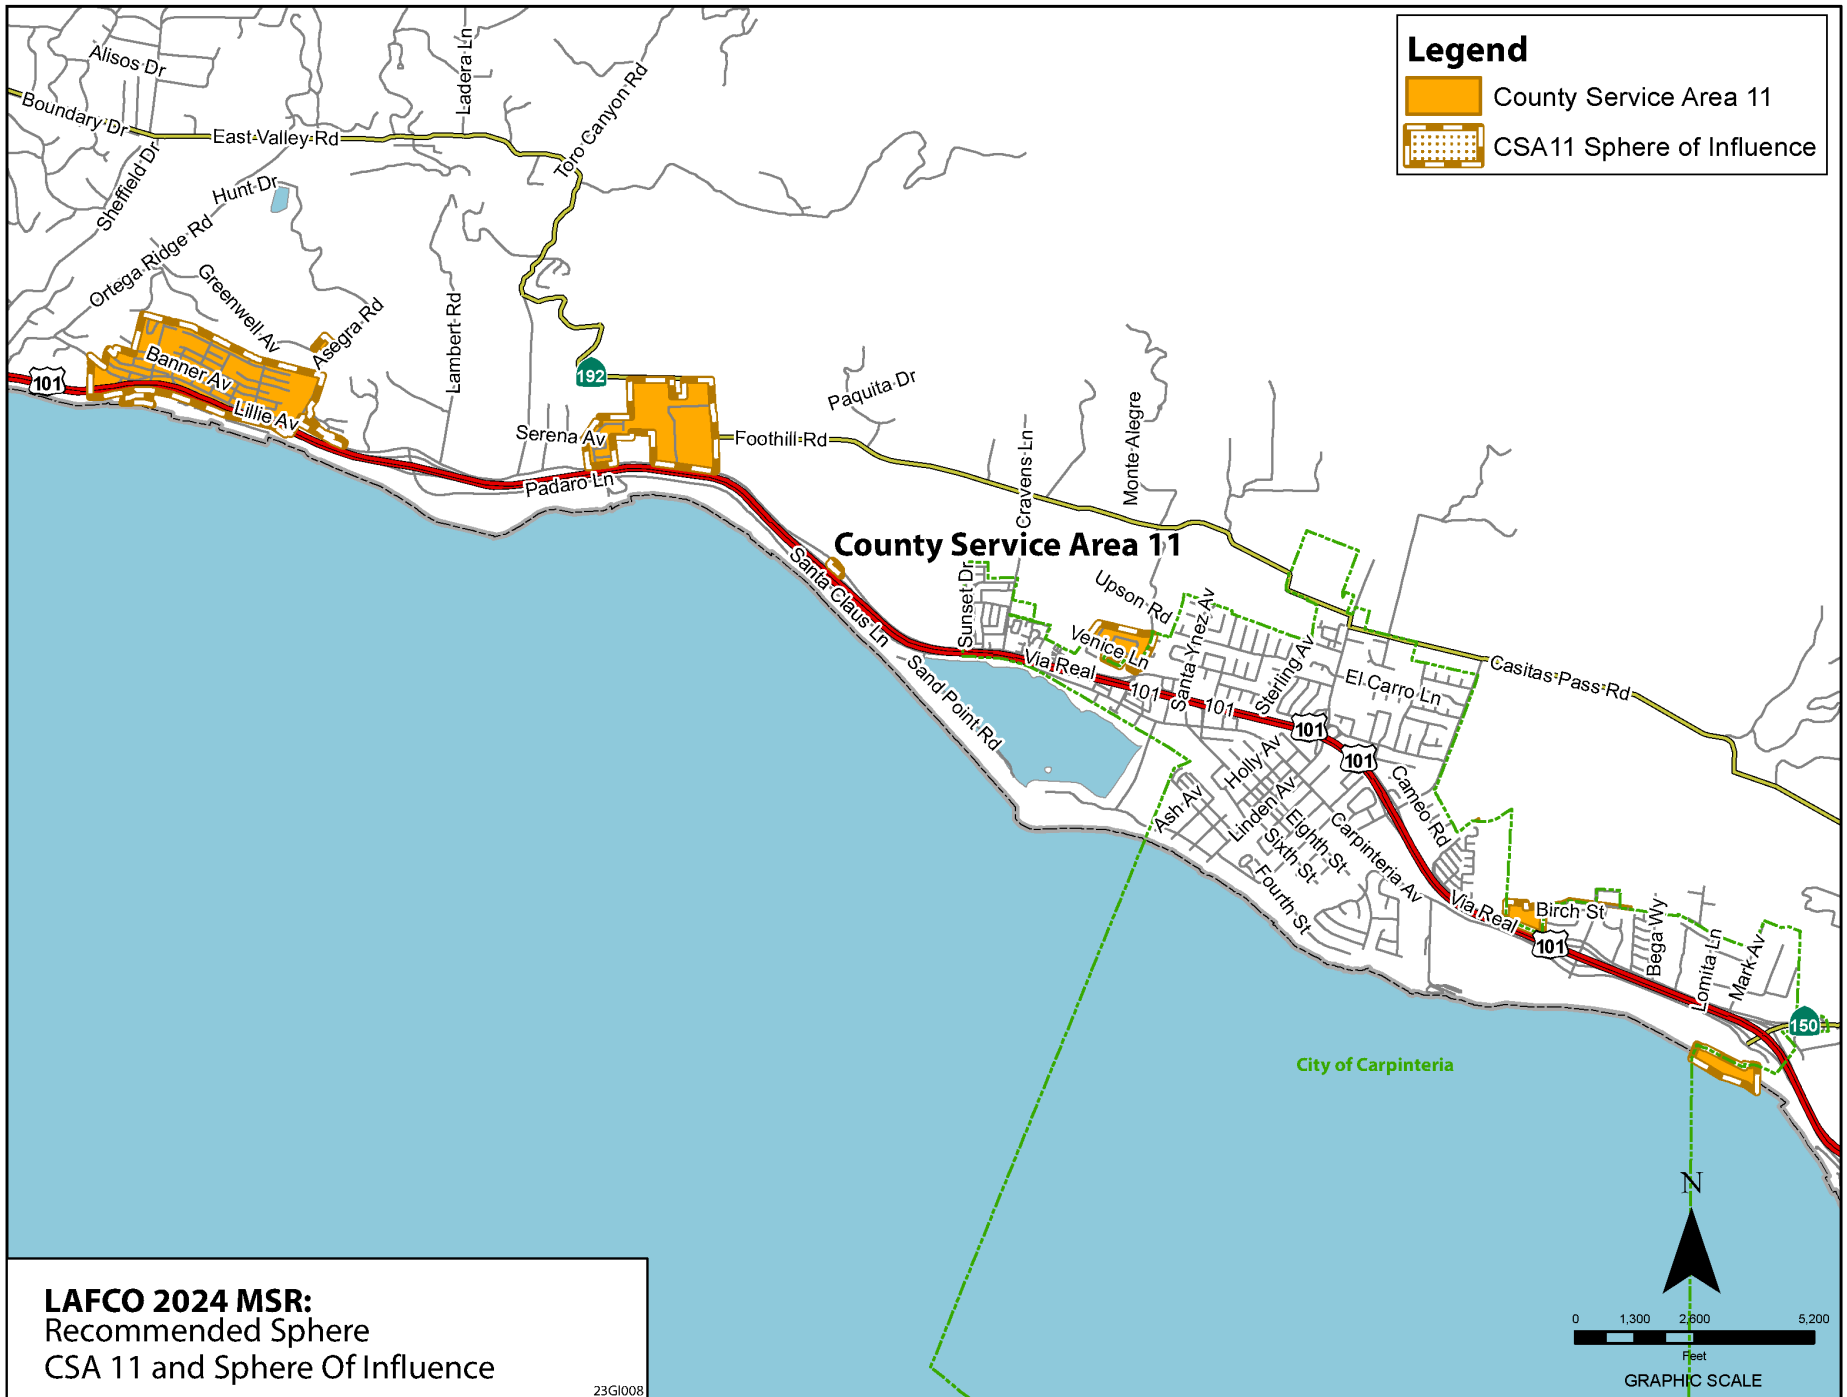 Legend
County Service Area 11
CSA11 Sphere of Influence
Alisos Dr
Ladera Ln
Toro Canyon Rd
Boundary Dr
East Valley Rd
Sheffield Dr
Hunt Dr
Ortega Ridge Rd
Greenwell Av
Asegra Rd
Lambert Rd
Banner Av
101
192
Lillie Av
Serena Av
Padaro Ln
Foothill Rd
Paquita Dr
Cravens Ln
Monte Alegre
County Service Area 11
Santa Claus Ln
Sunset Dr
Upson Rd
Venice Ln
Santa Ynez Av
Via Real
101
101
Sterling Av
El Carro Ln
Casitas Pass Rd
Sand Point Rd
101
101
Holly Av
Cameo Rd
Ash Av
Linden Av
Eighth St
Sixth St
Carpinteria Av
Fourth St
Via Real
Birch St
101
Bega Wy
Lomita Ln
Mark Av
150
City of Carpinteria
N
0 1,300 2,600 5,200
Feet
GRAPHIC SCALE
LAFCO 2024 MSR:
Recommended Sphere
CSA 11 and Sphere Of Influence
23GI008